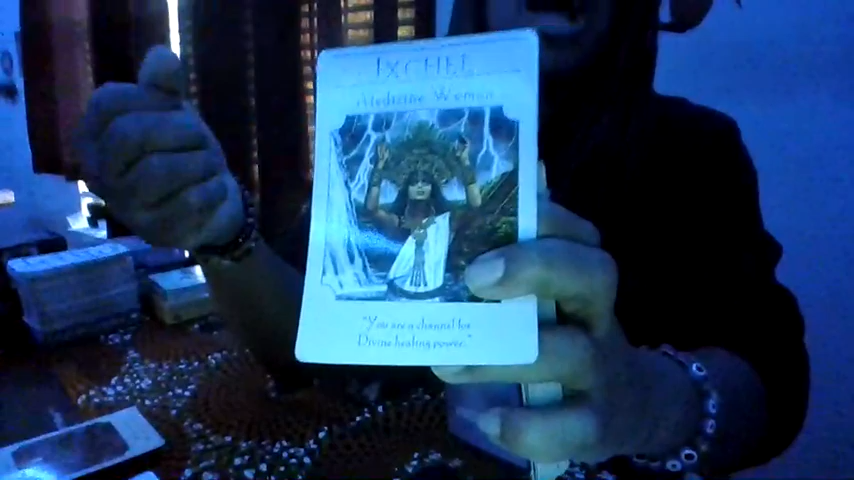 IXCHEL
Medicine Woman
"You are a channel for
Divine healing power."